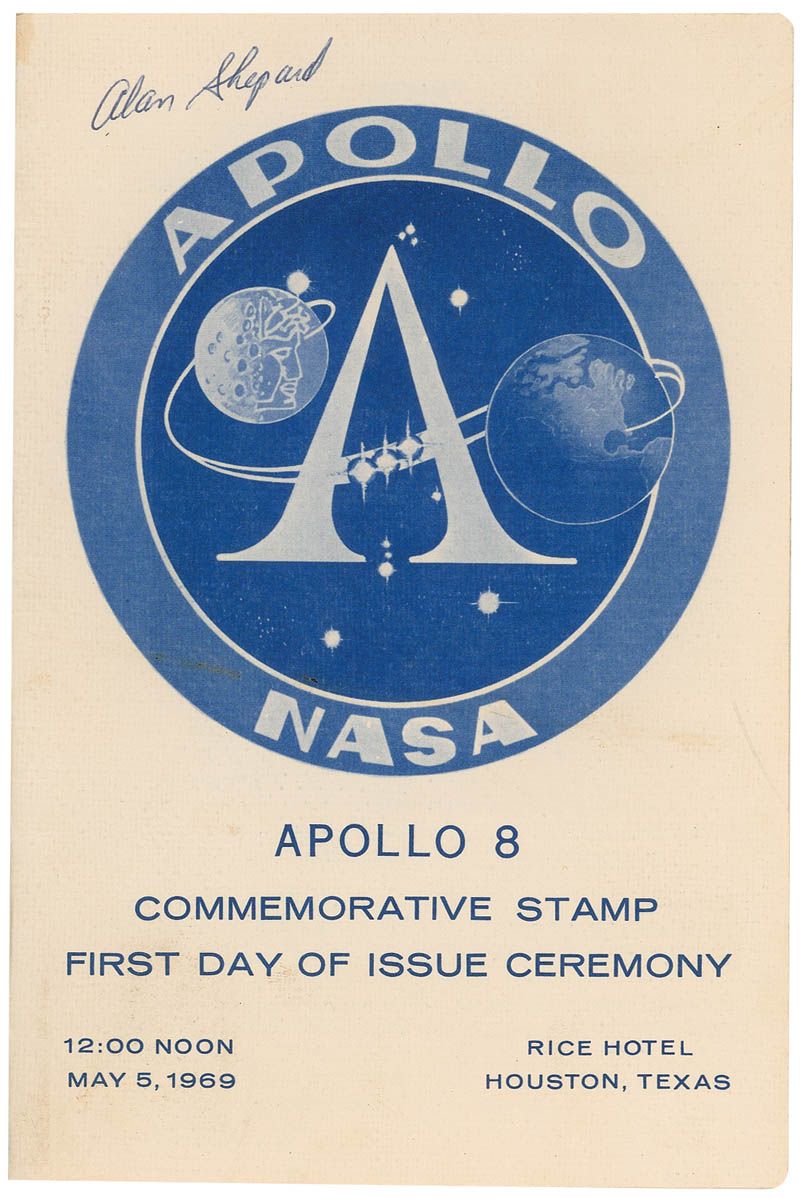 Alan Shepard
APOLLO
A
NASA
APOLLO 8
COMMEMORATIVE STAMP
FIRST DAY OF ISSUE CEREMONY
12:00 NOON
MAY 5, 1969
RICE HOTEL
HOUSTON, TEXAS